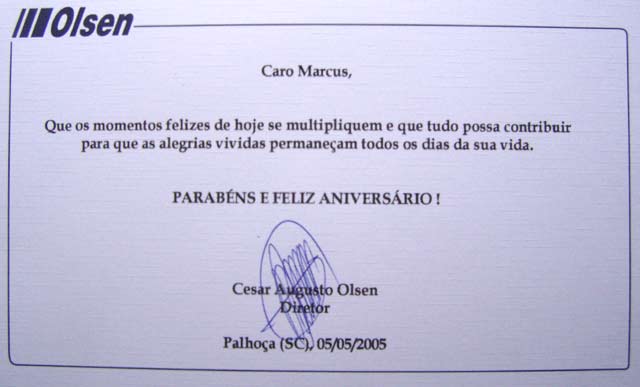 Olsen
Caro Marcus,
Que os momentos felizes de hoje se multipliquem e que tudo possa contribuir
para que as alegrias vividas permaneçam todos os dias da sua vida.
PARABÉNS E FELIZ ANIVERSÁRIO !
Cesar Augusto Olsen
Diretor
Palhoça (SC), 05/05/2005